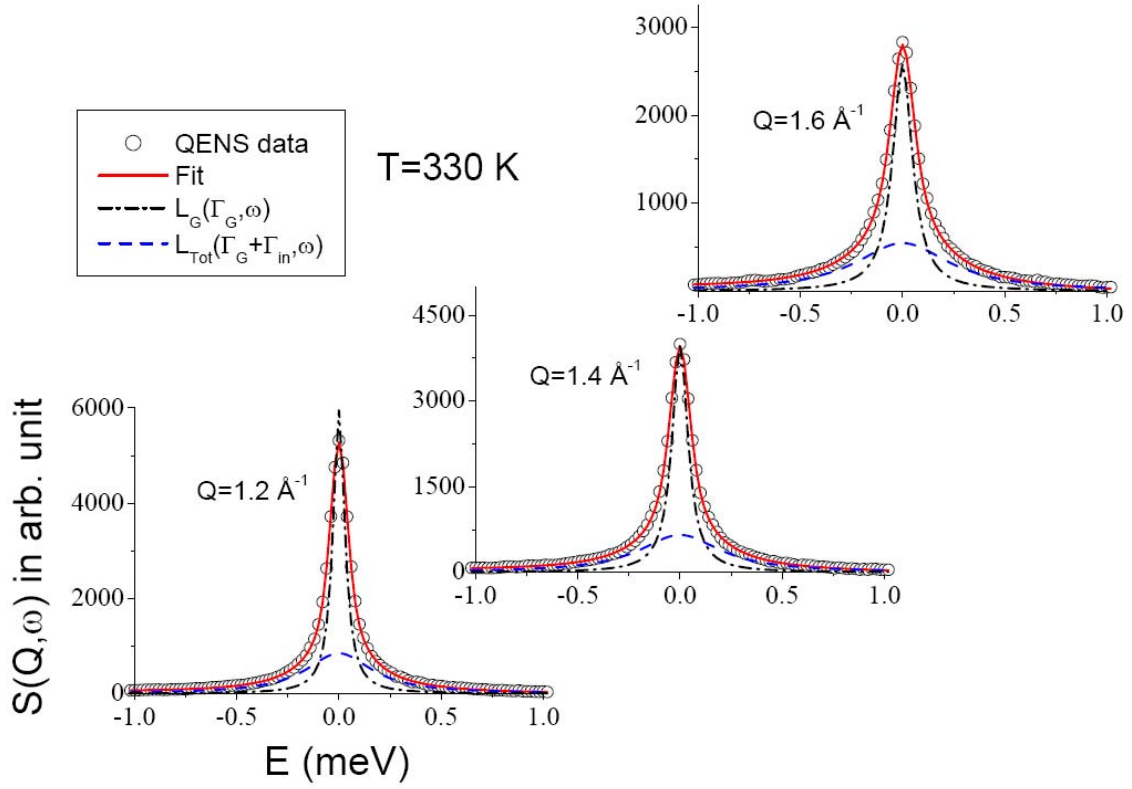 QENS data
Fit
L_G(Γ_G,ω)
L_Tot(Γ_G+Γ_in,ω)
T=330 K
3000
2000
1000
Q=1.6 Å⁻¹
-1.0 -0.5 0.0 0.5 1.0
4500
3000
1500
0
Q=1.4 Å⁻¹
-1.0 -0.5 0.0 0.5 1.0
6000
4000
2000
0
Q=1.2 Å⁻¹
-1.0 -0.5 0.0 0.5 1.0
S(Q,ω) in arb. unit
E (meV)